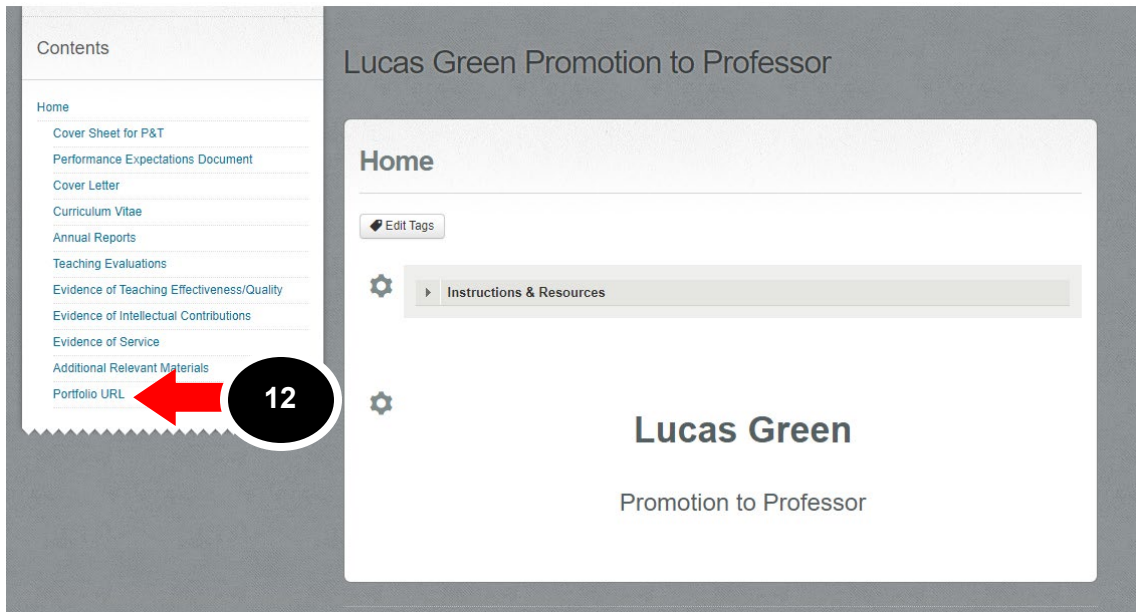 Contents
Home
Cover Sheet for P&T
Performance Expectations Document
Cover Letter
Curriculum Vitae
Annual Reports
Teaching Evaluations
Evidence of Teaching Effectiveness/Quality
Evidence of Intellectual Contributions
Evidence of Service
Additional Relevant Materials
Portfolio URL
12
Lucas Green Promotion to Professor
Home
Edit Tags
Instructions & Resources
Lucas Green
Promotion to Professor